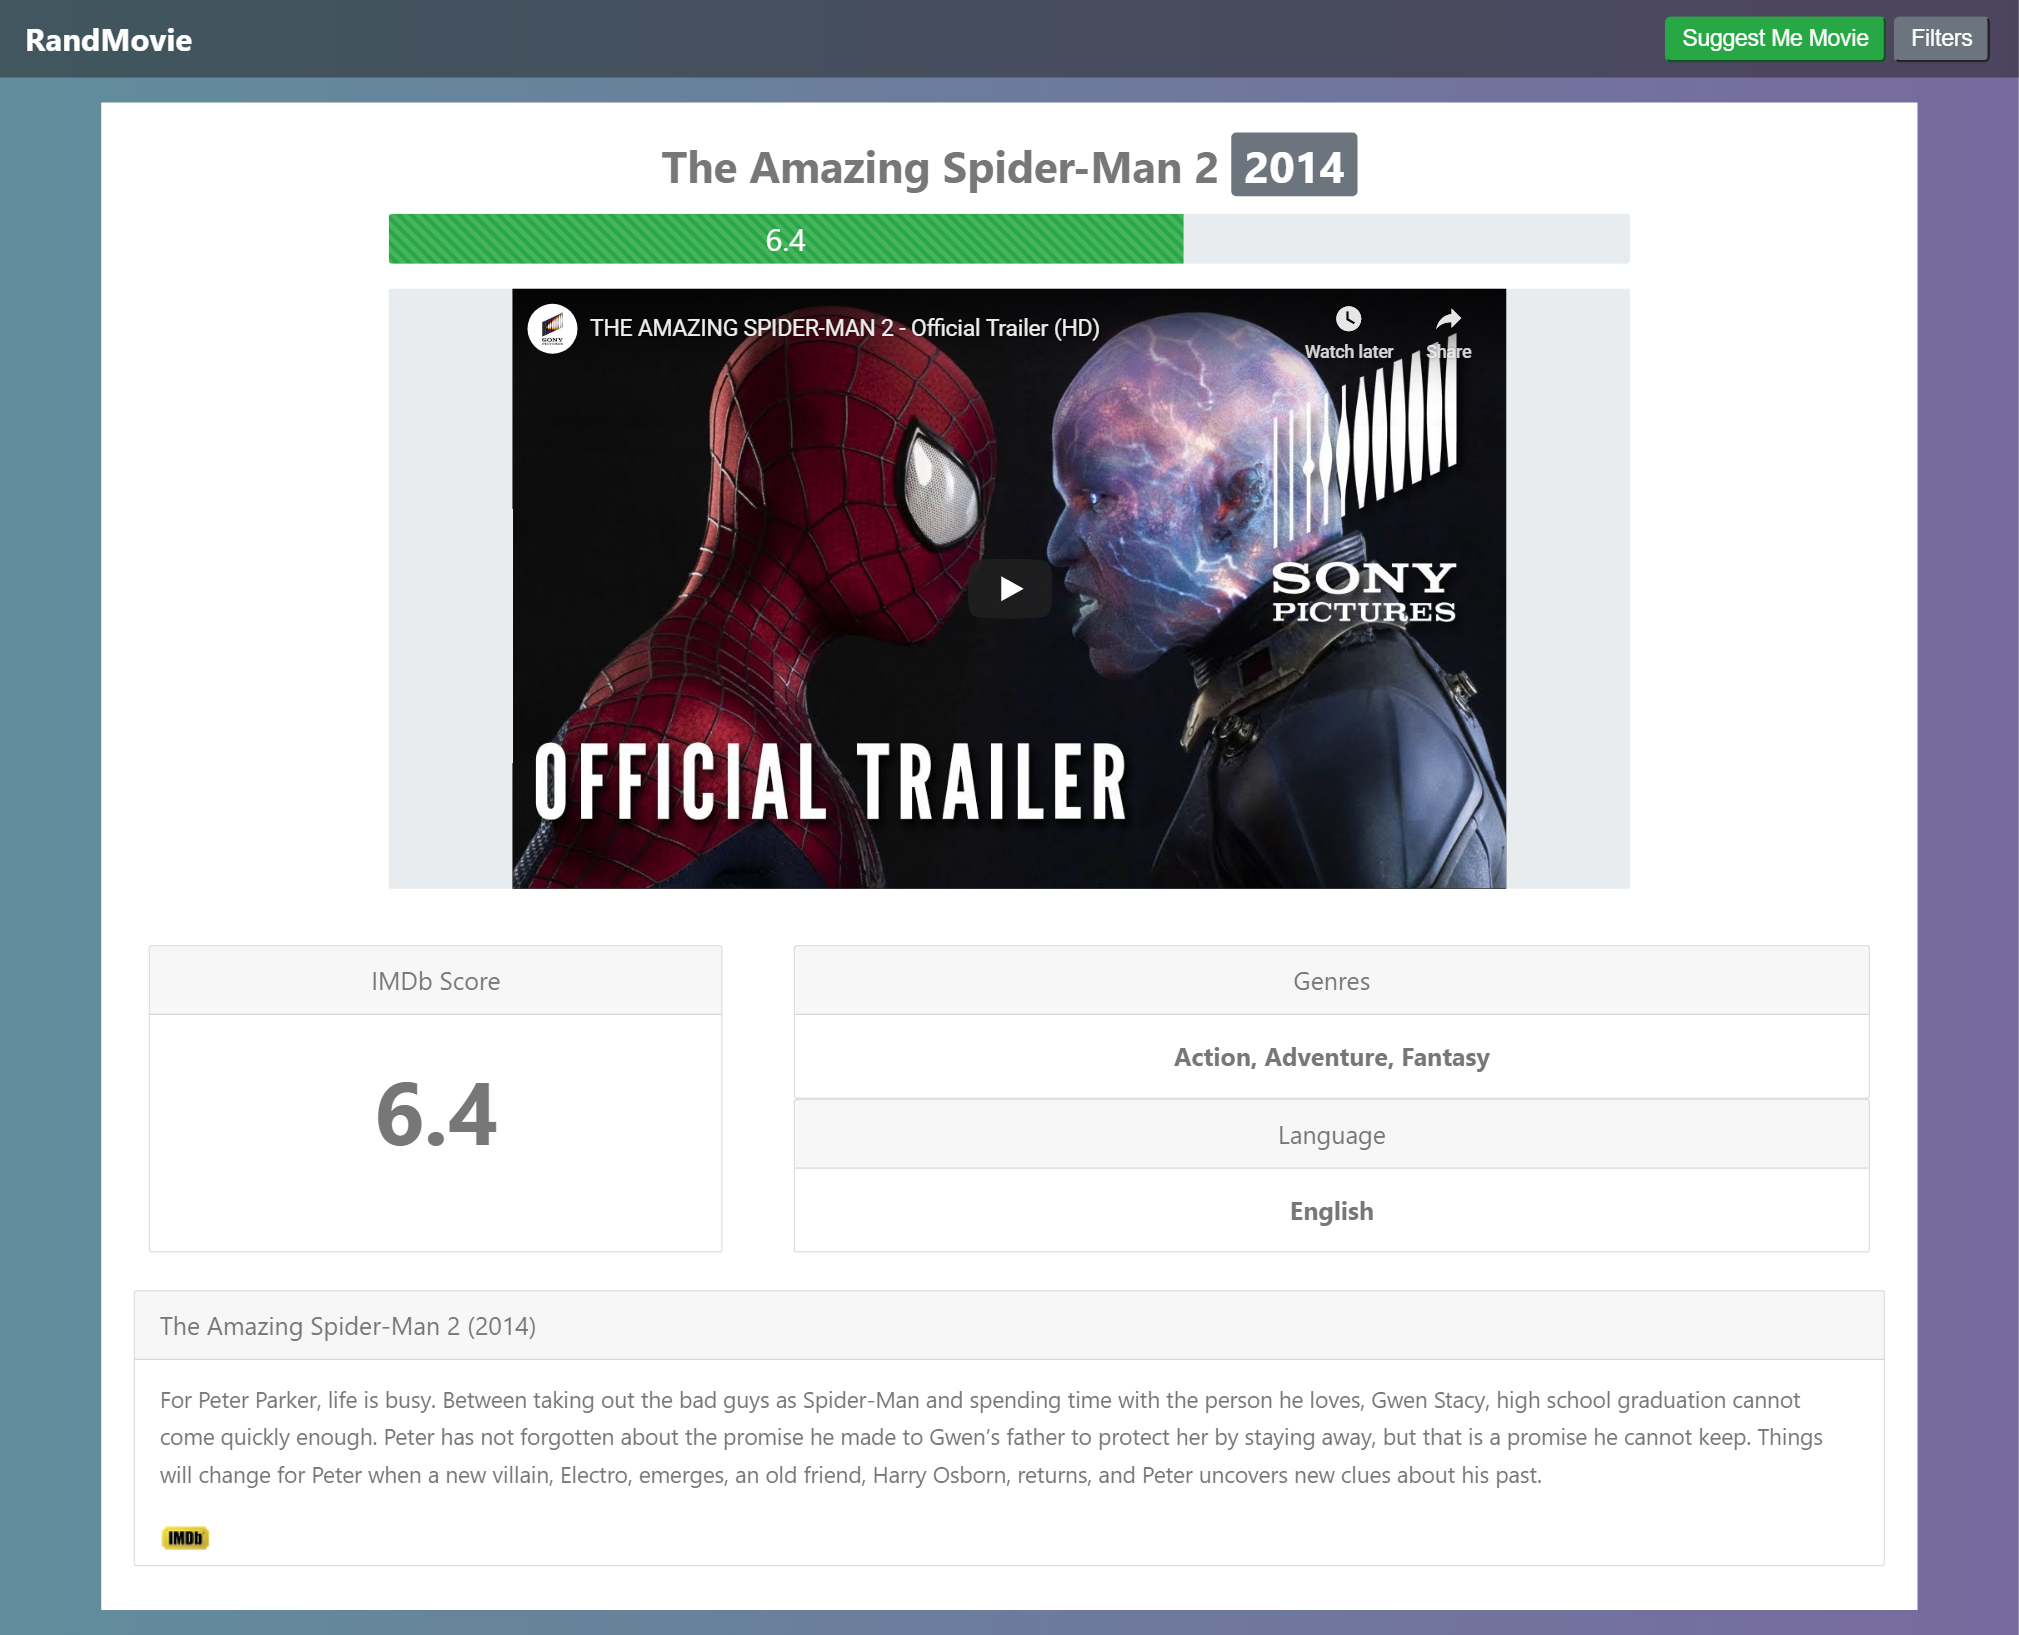 RandMovie
Suggest Me Movie
Filters
The Amazing Spider-Man 2 2014
6.4
SONY
PICTURES
THE AMAZING SPIDER-MAN 2 - Official Trailer (HD)
Watch later
Share
SONY
PICTURES
OFFICIAL TRAILER
IMDb Score
6.4
Genres
Action, Adventure, Fantasy
Language
English
The Amazing Spider-Man 2 (2014)
For Peter Parker, life is busy. Between taking out the bad guys as Spider-Man and spending time with the person he loves, Gwen Stacy, high school graduation cannot
come quickly enough. Peter has not forgotten about the promise he made to Gwen’s father to protect her by staying away, but that is a promise he cannot keep. Things
will change for Peter when a new villain, Electro, emerges, an old friend, Harry Osborn, returns, and Peter uncovers new clues about his past.
IMDb